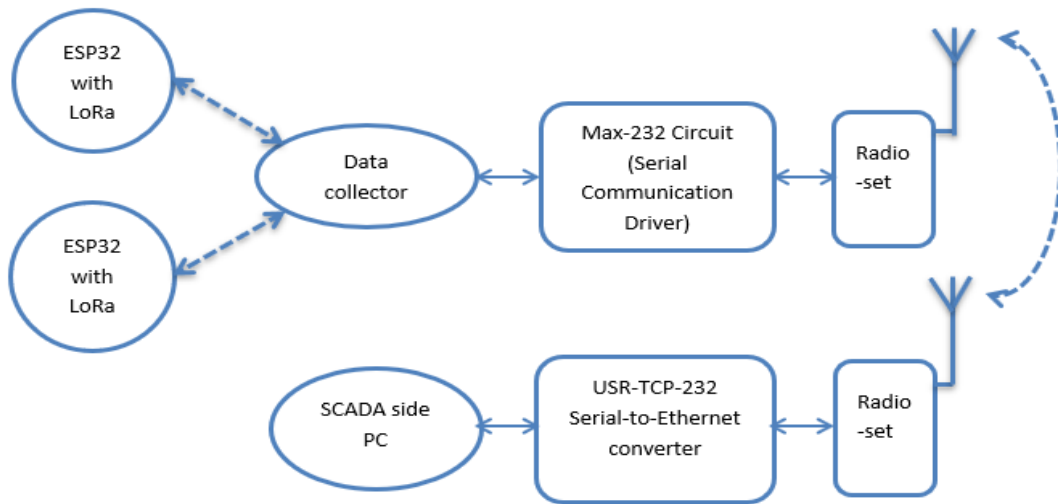 ESP32
with
LoRa
Data
collector
Max-232 Circuit
(Serial
Communication
Driver)
Radio
-set
ESP32
with
LoRa
SCADA side
PC
USR-TCP-232
Serial-to-Ethernet
converter
Radio
-set